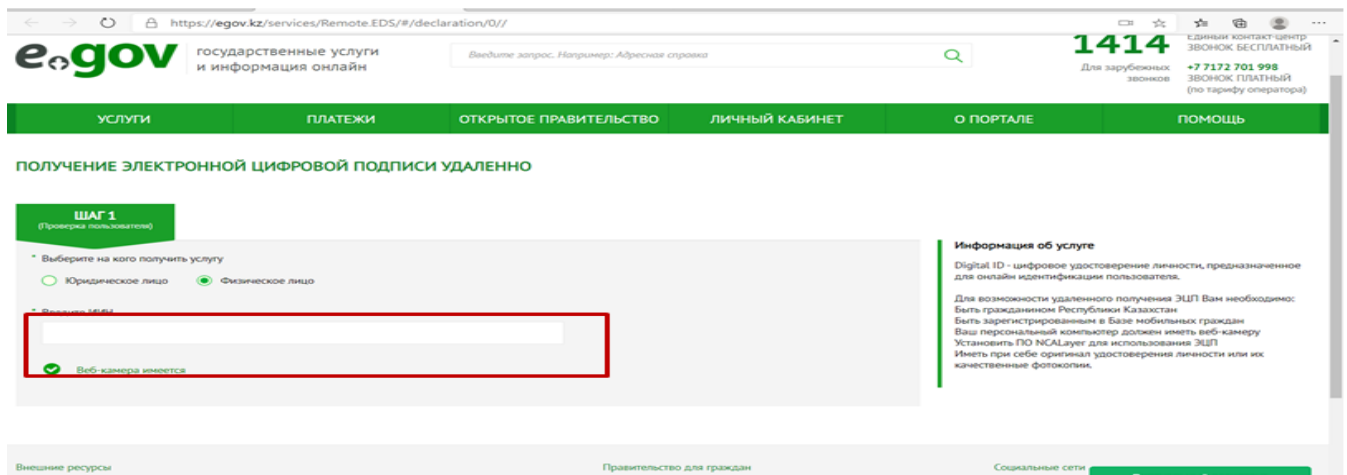 https://egov.kz/services/Remote.EDS/#/declaration/0//
egov
государственные услуги
и информация онлайн
Введите запрос. Например: Адресная справка
1414
Единый контакт-центр
ЗВОНОК БЕСПЛАТНЫЙ
Для зарубежных
звонков
+7 7172 701 998
ЗВОНОК ПЛАТНЫЙ
(по тарифу оператора)
УСЛУГИ
ПЛАТЕЖИ
ОТКРЫТОЕ ПРАВИТЕЛЬСТВО
ЛИЧНЫЙ КАБИНЕТ
О ПОРТАЛЕ
ПОМОЩЬ
ПОЛУЧЕНИЕ ЭЛЕКТРОННОЙ ЦИФРОВОЙ ПОДПИСИ УДАЛЕННО
ШАГ 1
(Проверка пользователя)
* Выберите на кого получить услугу
Юридическое лицо
Физическое лицо
* Введите ИИН
Веб-камера имеется
Информация об услуге
Digital ID - цифровое удостоверение личности, предназначенное
для онлайн идентификации пользователя.
Для возможности удаленного получения ЭЦП Вам необходимо:
Быть гражданином Республики Казахстан
Быть зарегистрированным в Базе мобильных граждан
Ваш персональный компьютер должен иметь веб-камеру
Установить ПО NCALayer для использования ЭЦП
Иметь при себе оригинал удостоверения личности или их
качественные фотокопии.
Внешние ресурсы
Правительство для граждан
Социальные сети